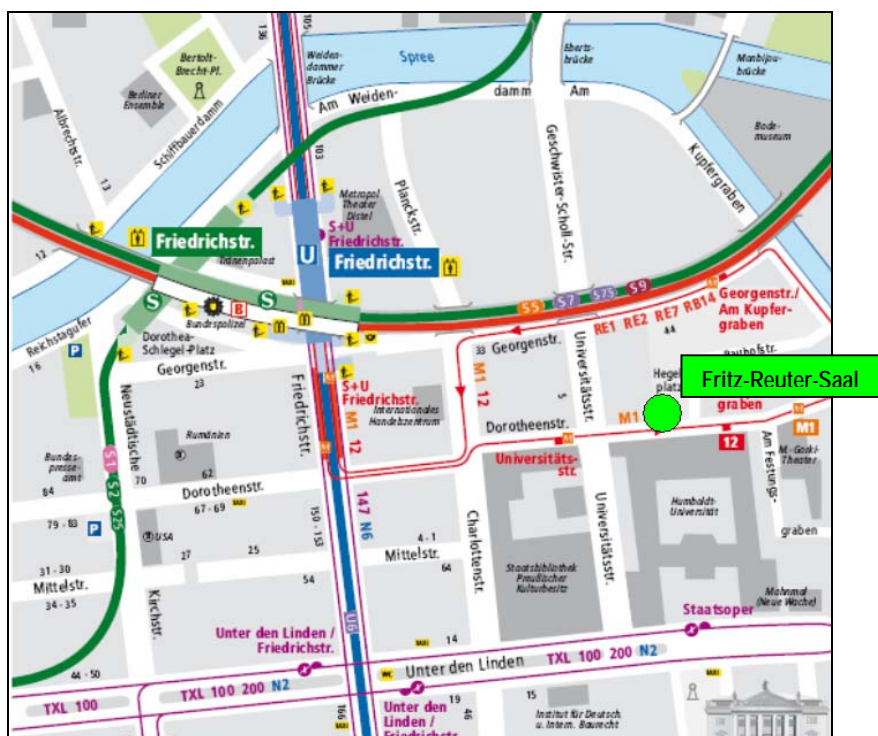 136
105
Bertolt-
Brecht-Pl.
Weiden-
dammer
Brücke
Spree
Eberts-
brücke
Monbijou-
brücke
Berliner
Ensemble
Albrechtstr.
Schiffbauerdamm
Am Weiden-
damm
Am
Bode-
museum
Kupfergraben
103
13
Geschwister-Scholl-Str.
Planckstr.
Metropol
Theater
Distel
S+U
Friedrichstr.
12
Friedrichstr.
U
Friedrichstr.
Tränenpalast
S
S
B
Bundespolizei
S5
S7
S75
S9
RE1 RE2 RE7 RB14
Georgenstr./
Am Kupfer-
graben
44
Reichstagufer
16
P
Dorothea-
Schlegel-Platz
Georgenstr.
23
33
Georgenstr.
Universitätsstr.
Hegel-
platz
Fritz-Reuter-Saal
graben
S+U
Friedrichstr.
M1
12
M1
12
Internationales
Handelszentrum
5
M1
Dorotheenstr.
Universitäts-
str.
12
M1
M.-Gorki-
Theater
Am Festungs-
graben
Neustädtische
Kirchstr.
Friedrichstr.
Rumänien
62
70
Bundes-
presse-
amt
84
S1
S2
S25
Dorotheenstr.
67 - 69
79 - 83
P
USA
27
25
150 - 153
147 N6
4 - 1
Mittelstr.
64
Charlottenstr.
Universitätsstr.
Humboldt-
Universität
Staatsbibliothek
Preußischer
Kulturbesitz
31 - 30
Mittelstr.
34 - 35
54
U6
Mahnmal
(Neue Wache)
Staatsoper
Unter den Linden /
Friedrichstr.
14
44 - 50
Unter den Linden
TXL 100 200 N2
TXL 100
TXL 100 200 N2
166
Unter den
Linden /
Friedrichstr.
19
46
15
Institut für Deutsch
u. Intern. Baurecht